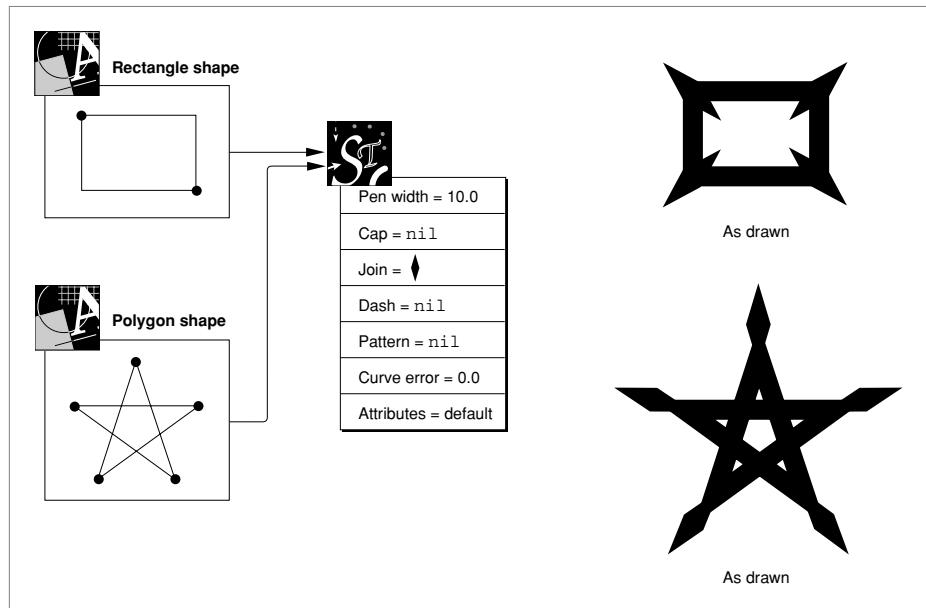 Rectangle shape
Pen width = 10.0
Cap = nil
Join =
Dash = nil
Pattern = nil
Curve error = 0.0
Attributes = default
Polygon shape
As drawn
As drawn